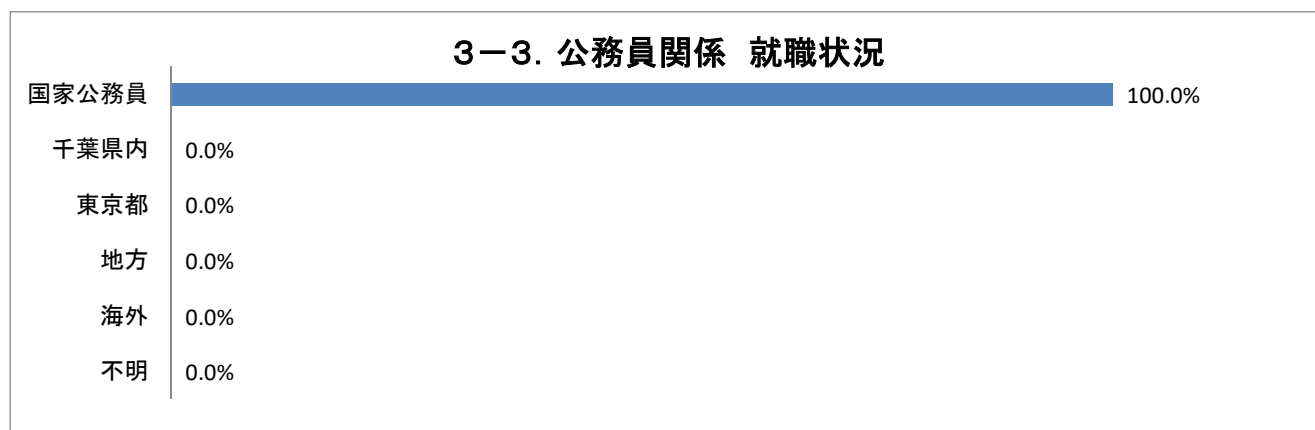 3－3．公務員関係 就職状況
国家公務員 100.0%
千葉県内 0.0%
東京都 0.0%
地方 0.0%
海外 0.0%
不明 0.0%